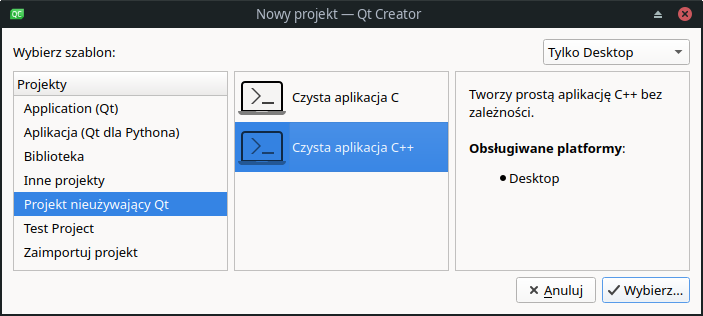 Nowy projekt — Qt Creator
Wybierz szablon:
Tylko Desktop
Projekty
Application (Qt)
Aplikacja (Qt dla Pythona)
Biblioteka
Inne projekty
Projekt nieużywający Qt
Test Project
Zaimportuj projekt
Czysta aplikacja C
Czysta aplikacja C++
Tworzy prostą aplikację C++ bez
zależności.
Obsługiwane platformy:
• Desktop
Anuluj
Wybierz...